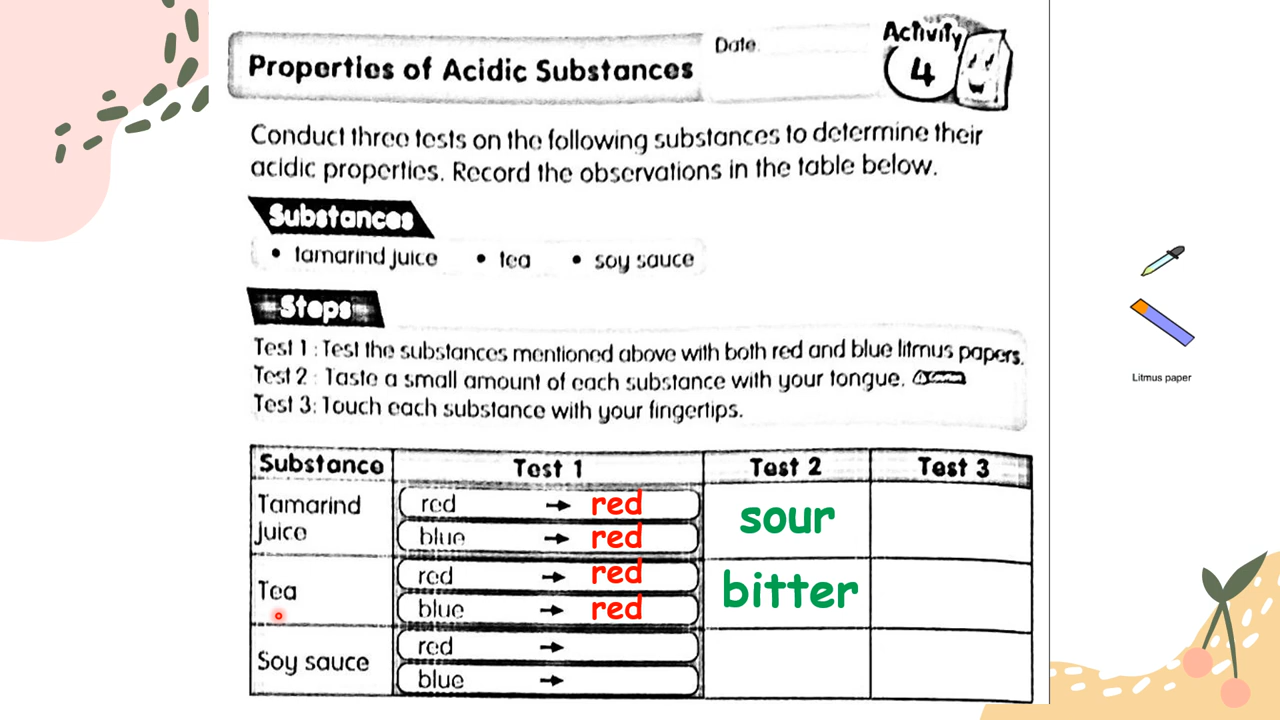 Properties of Acidic Substances
Date:
Activity
4
Conduct three tests on the following substances to determine their
acidic properties. Record the observations in the table below.
Substances
• tamarind juice • tea • soy sauce
Steps
Test 1 : Test the substances mentioned above with both red and blue litmus papers.
Test 2 : Taste a small amount of each substance with your tongue.
Test 3: Touch each substance with your fingertips.
Litmus paper
Substance Test 1 Test 2 Test 3
Tamarind
juice
red → red
blue → red
sour
Tea
red → red
blue → red
bitter
Soy sauce
red →
blue →